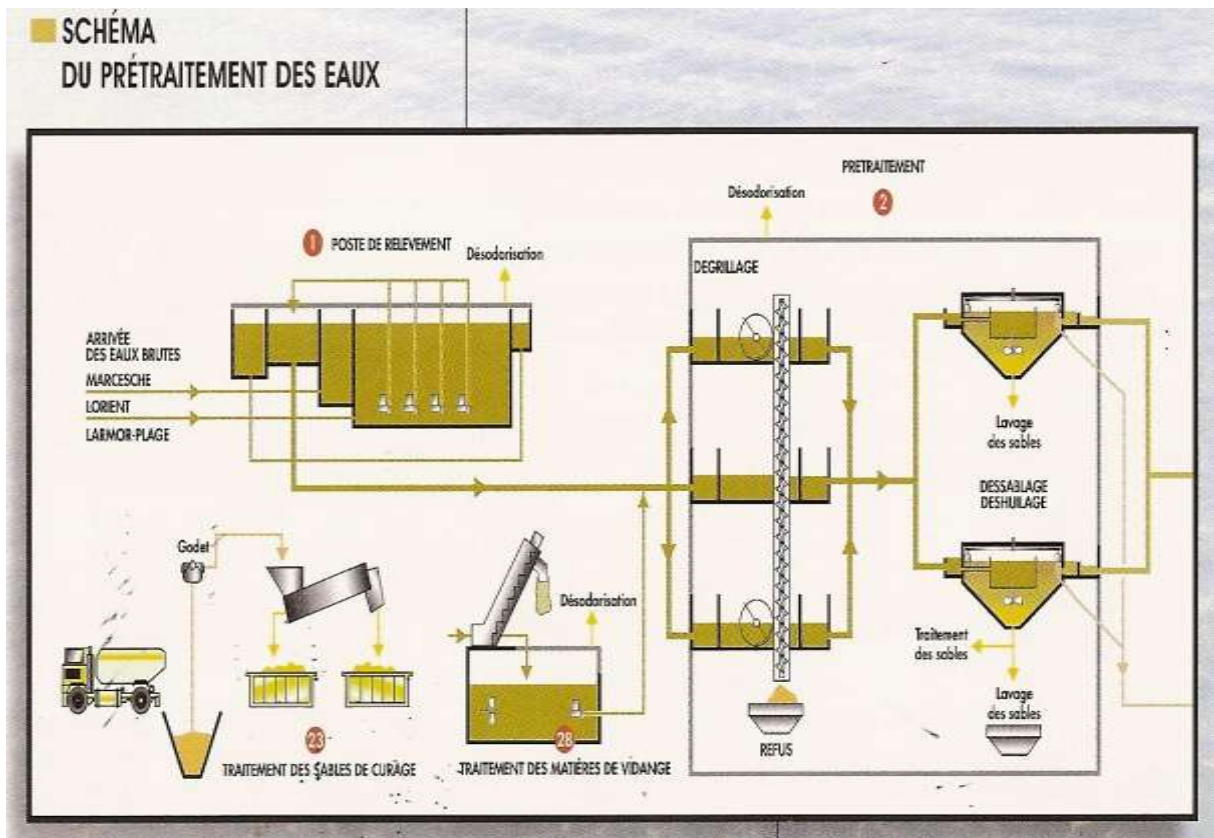 SCHÉMA
DU PRÉTRAITEMENT DES EAUX
PRETRAITEMENT
2
Désodorisation
1 POSTE DE RELEVEMENT
Désodorisation
DEGRILLAGE
ARRIVÉE
DES EAUX BRUTES
MARCESCHE
LORIENT
LARMOR-PLAGE
Lavage
des sables
DESSABLAGE
DESHUILAGE
Godet
Désodorisation
Traitement
des sables
Lavage
des sables
REFUS
23
TRAITEMENT DES SABLES DE CURÂGE
28
TRAITEMENT DES MATIÈRES DE VIDANGE